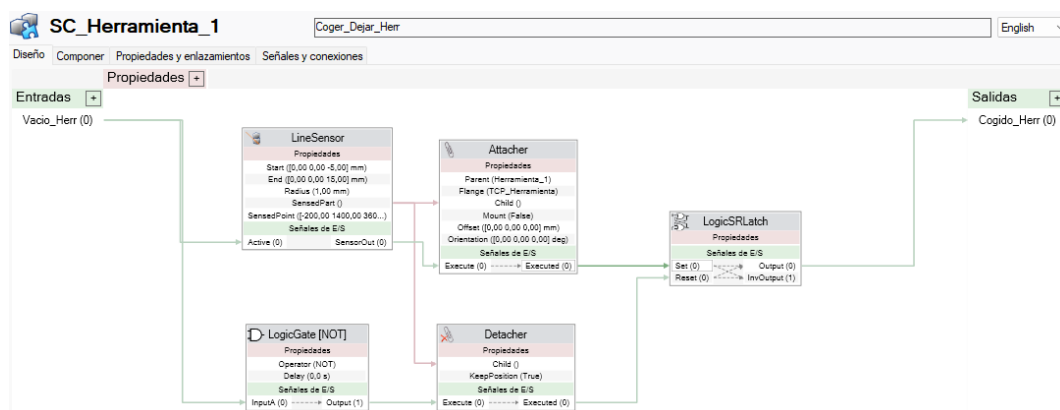 SC_Herramienta_1
Coger_Dejar_Herr
English
Diseño Componer Propiedades y enlazamientos Señales y conexiones
Propiedades +
Entradas +
Salidas +
Vacio_Herr (0)
Cogido_Herr (0)
LineSensor
Propiedades
Start ([0,00 0,00 -5,00] mm)
End ([0,00 0,00 15,00] mm)
Radius (1,00 mm)
SensedPart ()
SensedPoint ([-200,00 1400,00 360...)
Señales de E/S
Active (0) SensorOut (0)
Attacher
Propiedades
Parent (Herramienta_1)
Flange (TCP_Herramienta)
Child ()
Mount (False)
Offset ([0,00 0,00 0,00] mm)
Orientation ([0,00 0,00 0,00] deg)
Señales de E/S
Execute (0) Executed (0)
LogicSRLatch
Propiedades
Señales de E/S
Set (0) Output (0)
Reset (0) InvOutput (1)
LogicGate [NOT]
Propiedades
Operator (NOT)
Delay (0,0 s)
Señales de E/S
InputA (0) Output (1)
Detacher
Propiedades
Child ()
KeepPosition (True)
Señales de E/S
Execute (0) Executed (0)